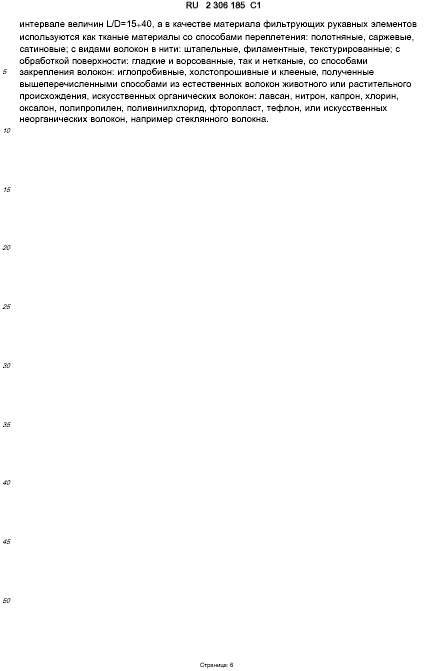 RU 2 306 185 C1
интервале величин L/D=15÷40, а в качестве материала фильтрующих рукавных элементов
используются как тканые материалы со способами переплетения: полотняные, саржевые,
сатиновые; с видами волокон в нити: штапельные, филаментные, текстурированные; с
обработкой поверхности: гладкие и ворсованные, так и нетканые, со способами
5 закрепления волокон: иглопробивные, холстопрошивные и клееные, полученные
вышеперечисленными способами из естественных волокон животного или растительного
происхождения, искусственных органических волокон: лавсан, нитрон, капрон, хлорин,
оксалон, полипропилен, поливинилхлорид, фторопласт, тефлон, или искусственных
неорганических волокон, например стеклянного волокна.
10
15
20
25
30
35
40
45
50
Страница: 6